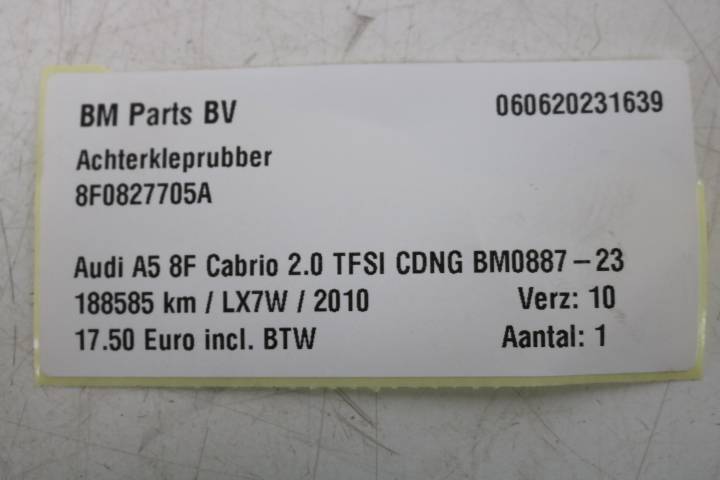 BM Parts BV 060620231639
Achterkleprubber
8F0827705A
Audi A5 8F Cabrio 2.0 TFSI CDNG BM0887-23
188585 km / LX7W / 2010 Verz: 10
17.50 Euro incl. BTW Aantal: 1